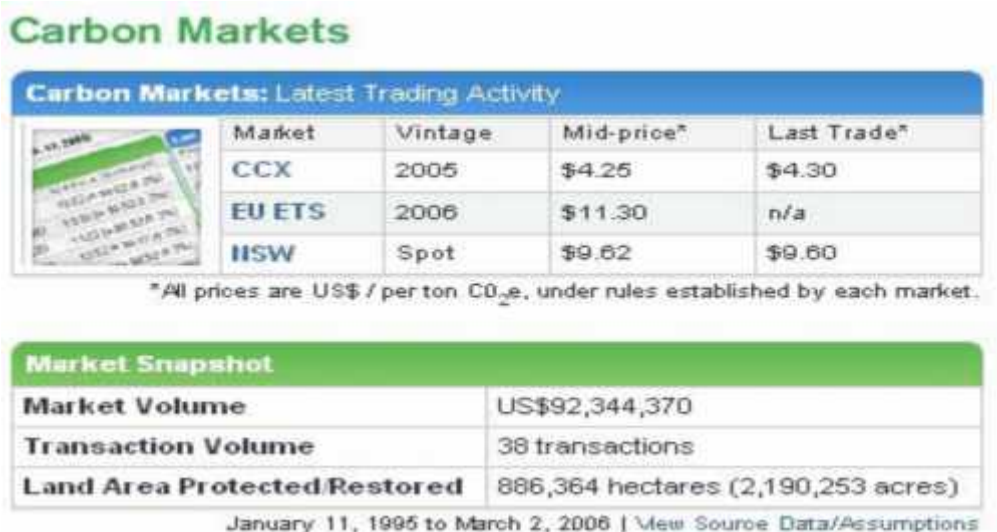 Carbon Markets
Carbon Markets: Latest Trading Activity
Market Vintage Mid-price* Last Trade*
CCX 2005 $4.25 $4.30
EU ETS 2006 $11.30 n/a
NSW Spot $9.62 $9.60
*All prices are US$ / per ton C0₂e, under rules established by each market.
Market Snapshot
Market Volume US$92,344,370
Transaction Volume 38 transactions
Land Area Protected/Restored 886,364 hectares (2,190,253 acres)
January 11, 1995 to March 2, 2006 | View Source Data/Assumptions